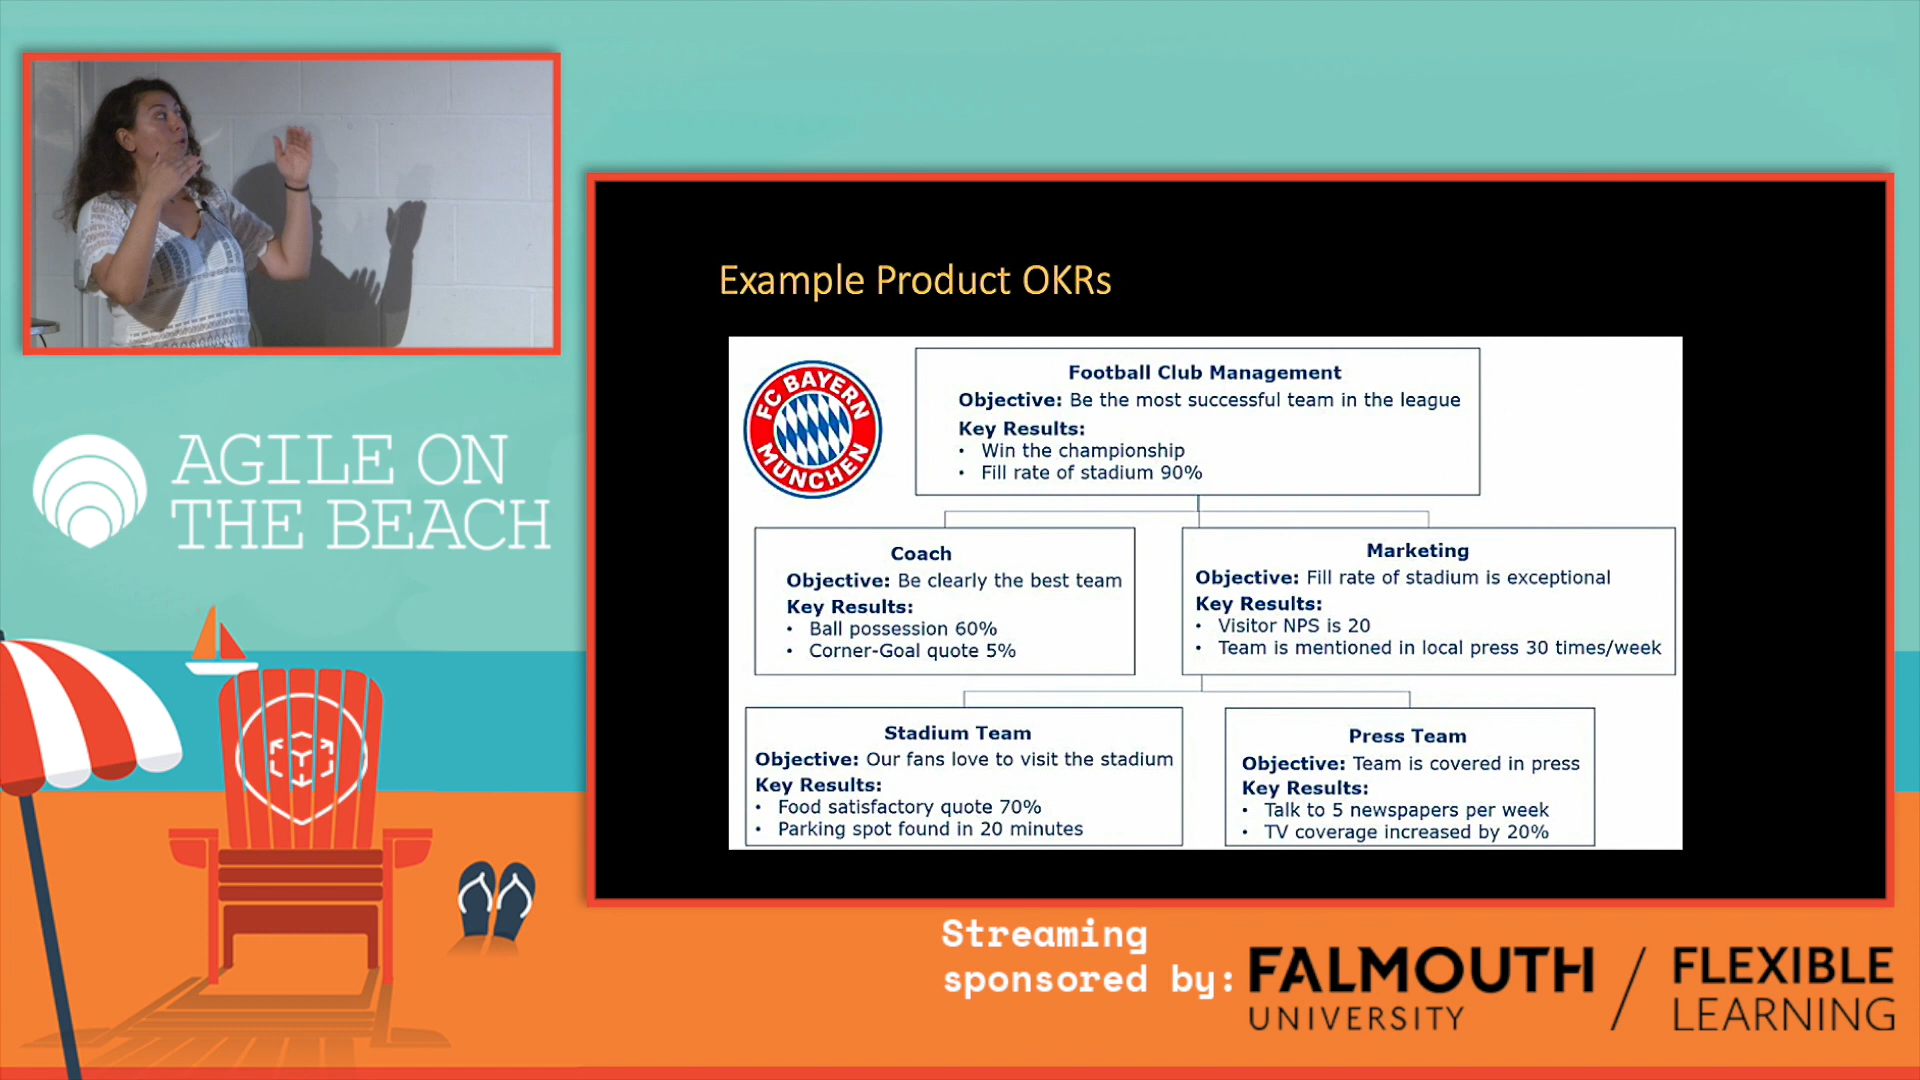 AGILE ON
THE BEACH
Example Product OKRs
FC BAYERN
MÜNCHEN
Football Club Management
Objective: Be the most successful team in the league
Key Results:
• Win the championship
• Fill rate of stadium 90%
Coach
Objective: Be clearly the best team
Key Results:
• Ball possession 60%
• Corner-Goal quote 5%
Marketing
Objective: Fill rate of stadium is exceptional
Key Results:
• Visitor NPS is 20
• Team is mentioned in local press 30 times/week
Stadium Team
Objective: Our fans love to visit the stadium
Key Results:
• Food satisfactory quote 70%
• Parking spot found in 20 minutes
Press Team
Objective: Team is covered in press
Key Results:
• Talk to 5 newspapers per week
• TV coverage increased by 20%
Streaming
sponsored by:
FALMOUTH
UNIVERSITY
FLEXIBLE
LEARNING